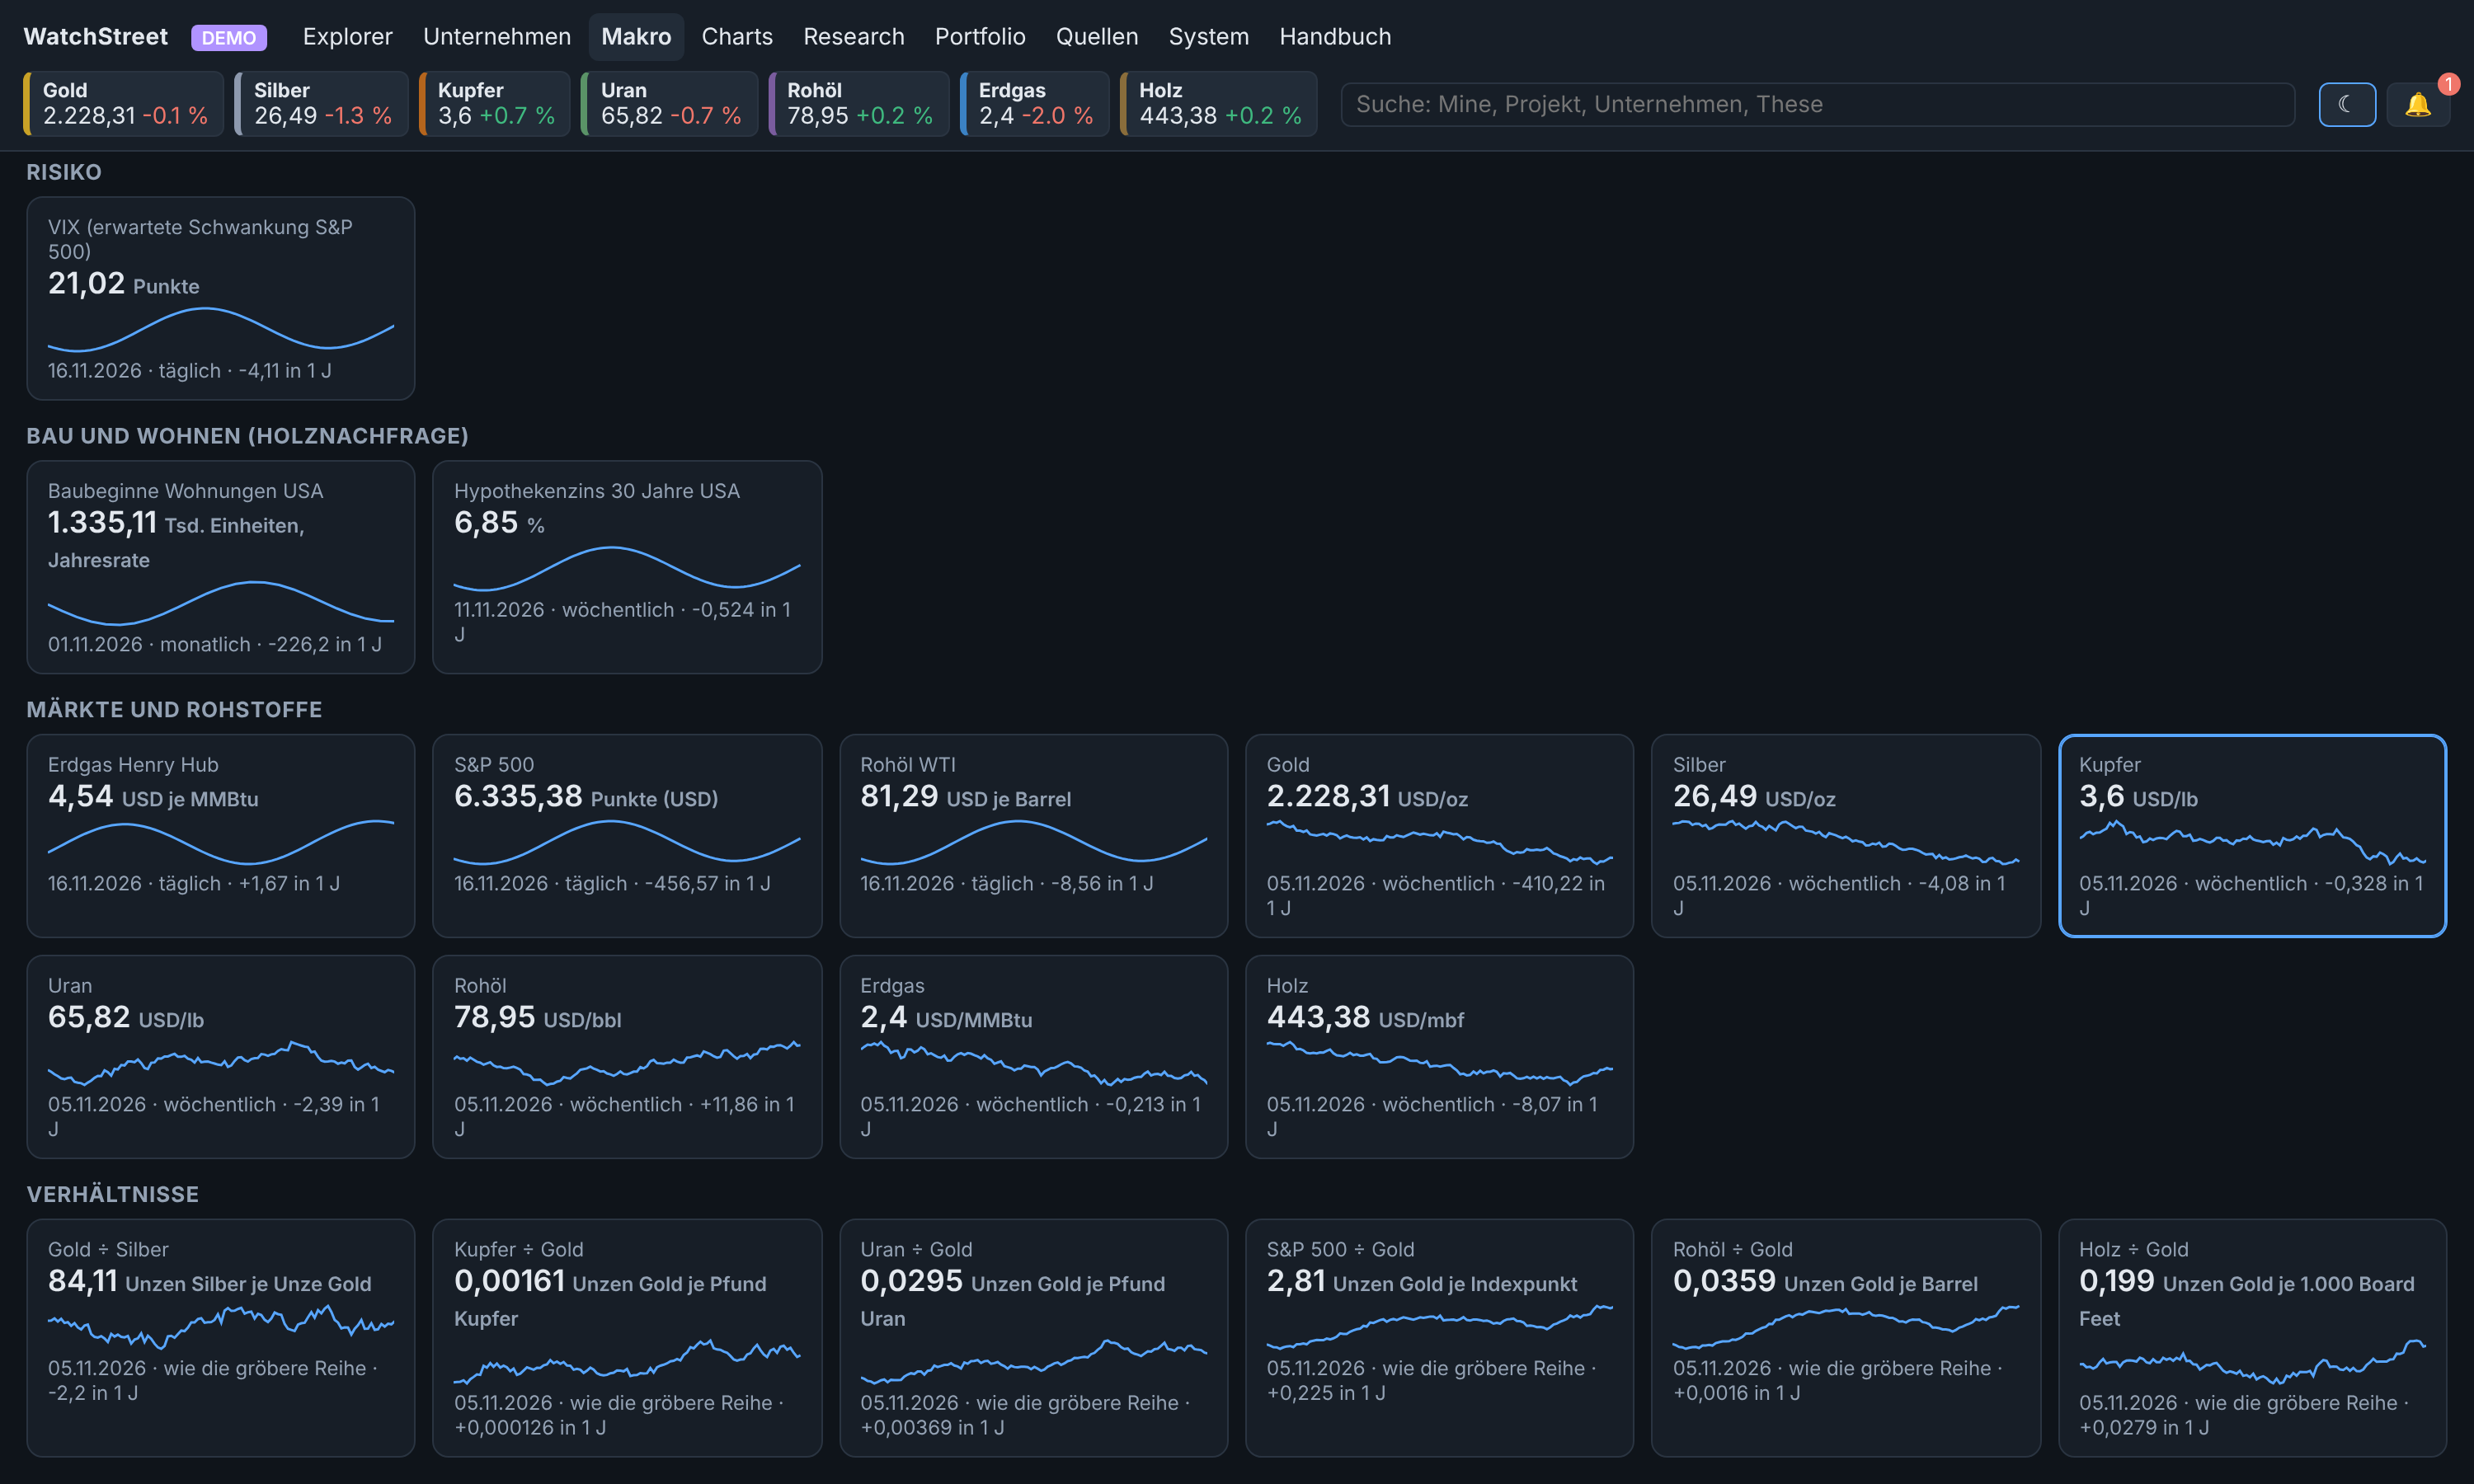 WatchStreet DEMO Explorer Unternehmen Makro Charts Research Portfolio Quellen System Handbuch
Gold Silber Kupfer Uran Rohöl Erdgas Holz
2.228,31 -0.1 % 26,49 -1.3 % 3,6 +0.7 % 65,82 -0.7 % 78,95 +0.2 % 2,4 -2.0 % 443,38 +0.2 %
Suche: Mine, Projekt, Unternehmen, These
1
RISIKO
VIX (erwartete Schwankung S&P
500)
21,02 Punkte
16.11.2026 · täglich · -4,11 in 1 J
BAU UND WOHNEN (HOLZNACHFRAGE)
Baubeginne Wohnungen USA
1.335,11 Tsd. Einheiten,
Jahresrate
01.11.2026 · monatlich · -226,2 in 1 J
Hypothekenzins 30 Jahre USA
6,85 %
11.11.2026 · wöchentlich · -0,524 in 1
J
MÄRKTE UND ROHSTOFFE
Erdgas Henry Hub
4,54 USD je MMBtu
16.11.2026 · täglich · +1,67 in 1 J
S&P 500
6.335,38 Punkte (USD)
16.11.2026 · täglich · -456,57 in 1 J
Rohöl WTI
81,29 USD je Barrel
16.11.2026 · täglich · -8,56 in 1 J
Gold
2.228,31 USD/oz
05.11.2026 · wöchentlich · -410,22 in
1 J
Silber
26,49 USD/oz
05.11.2026 · wöchentlich · -4,08 in 1
J
Kupfer
3,6 USD/lb
05.11.2026 · wöchentlich · -0,328 in 1
J
Uran
65,82 USD/lb
05.11.2026 · wöchentlich · -2,39 in 1
J
Rohöl
78,95 USD/bbl
05.11.2026 · wöchentlich · +11,86 in 1
J
Erdgas
2,4 USD/MMBtu
05.11.2026 · wöchentlich · -0,213 in 1
J
Holz
443,38 USD/mbf
05.11.2026 · wöchentlich · -8,07 in 1
J
VERHÄLTNISSE
Gold ÷ Silber
84,11 Unzen Silber je Unze Gold
05.11.2026 · wie die gröbere Reihe ·
-2,2 in 1 J
Kupfer ÷ Gold
0,00161 Unzen Gold je Pfund
Kupfer
05.11.2026 · wie die gröbere Reihe ·
+0,000126 in 1 J
Uran ÷ Gold
0,0295 Unzen Gold je Pfund
Uran
05.11.2026 · wie die gröbere Reihe ·
+0,00369 in 1 J
S&P 500 ÷ Gold
2,81 Unzen Gold je Indexpunkt
05.11.2026 · wie die gröbere Reihe ·
+0,225 in 1 J
Rohöl ÷ Gold
0,0359 Unzen Gold je Barrel
05.11.2026 · wie die gröbere Reihe ·
+0,0016 in 1 J
Holz ÷ Gold
0,199 Unzen Gold je 1.000 Board
Feet
05.11.2026 · wie die gröbere Reihe ·
+0,0279 in 1 J